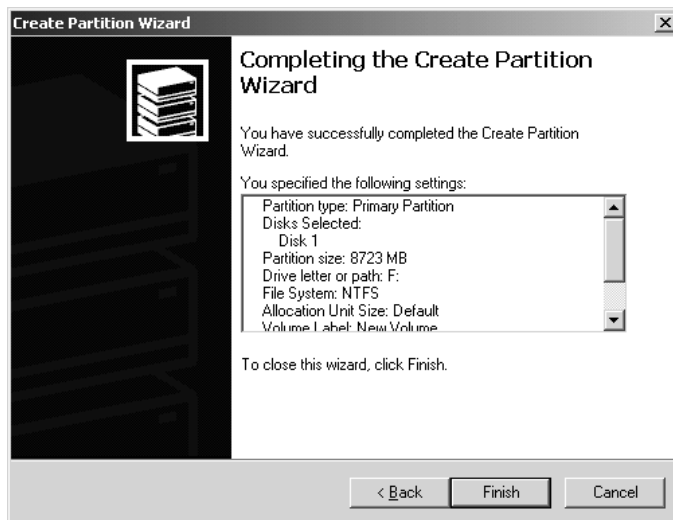 Create Partition Wizard
Completing the Create Partition
Wizard
You have successfully completed the Create Partition
Wizard.
You specified the following settings:
Partition type: Primary Partition
Disks Selected:
Disk 1
Partition size: 8723 MB
Drive letter or path: F:
File System: NTFS
Allocation Unit Size: Default
Volume Label: New Volume
To close this wizard, click Finish.
< Back Finish Cancel